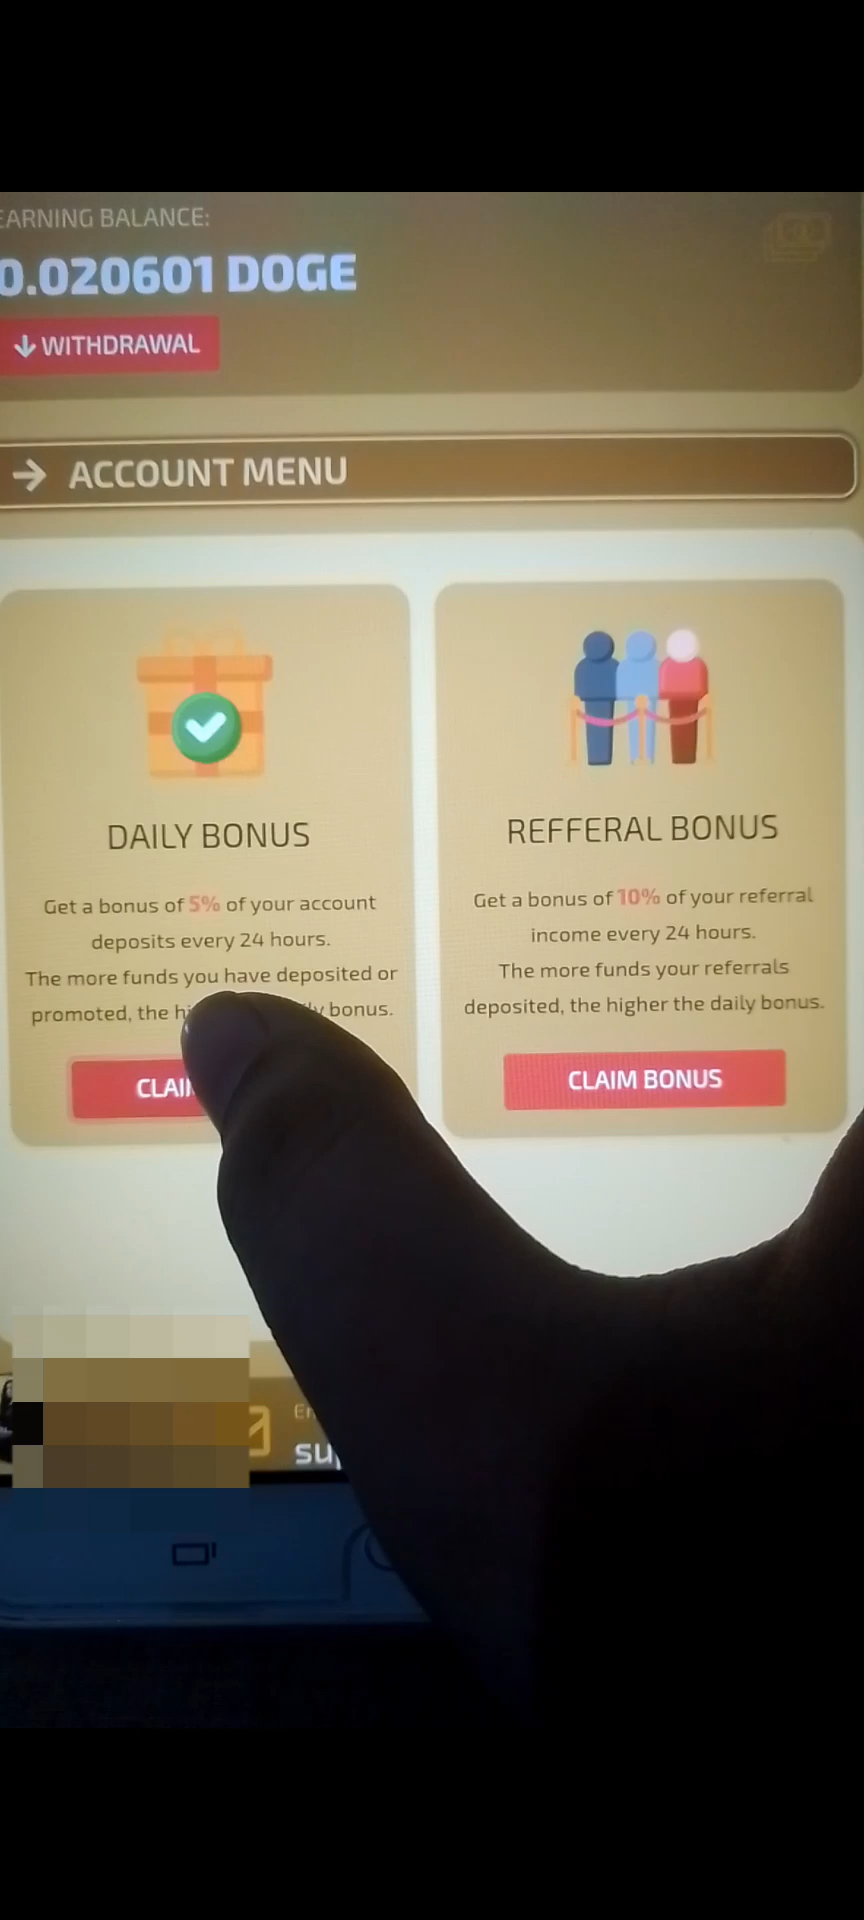 EARNING BALANCE:
0.020601 DOGE
WITHDRAWAL
ACCOUNT MENU
DAILY BONUS
Get a bonus of 5% of your account
deposits every 24 hours.
The more funds you have deposited or
promoted, the bonus.
CLAIM
REFFERAL BONUS
Get a bonus of 10% of your referral
income every 24 hours.
The more funds your referrals
deposited, the higher the daily bonus.
CLAIM BONUS